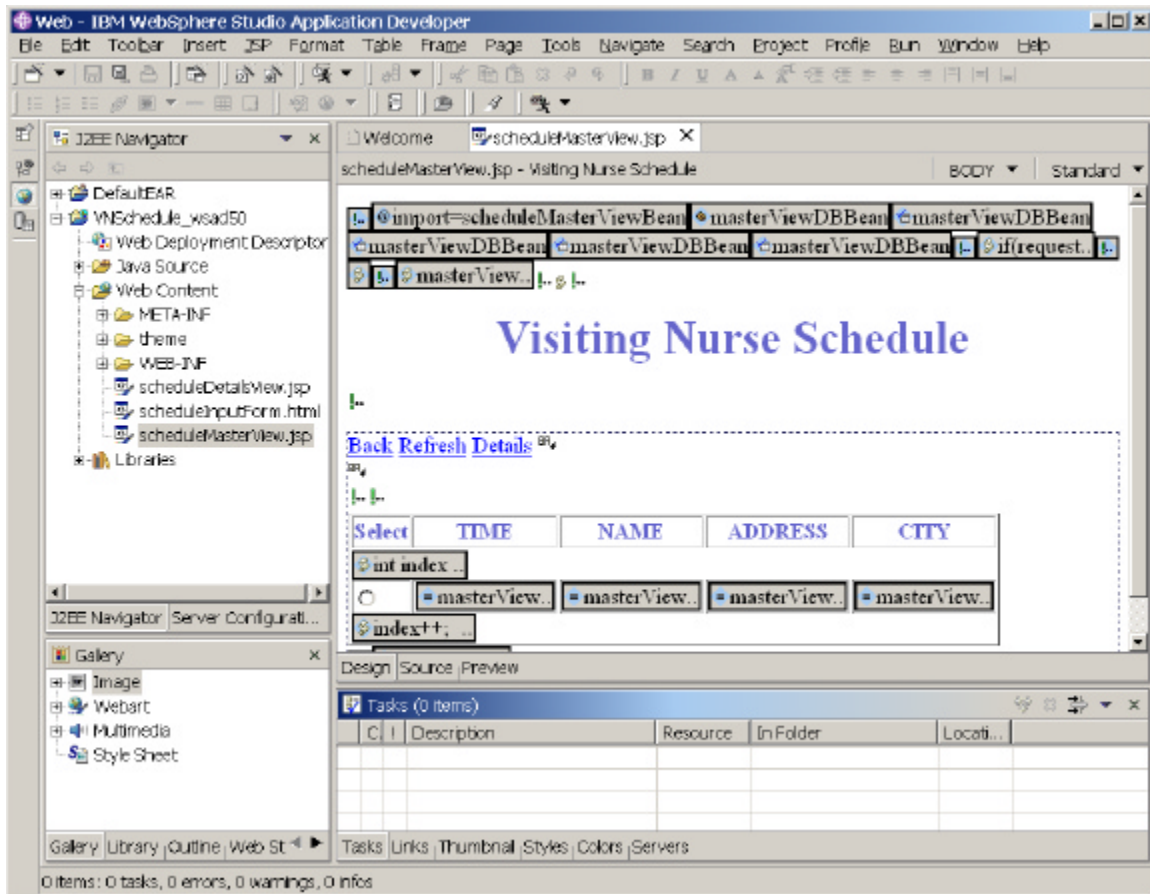 Web - IBM WebSphere Studio Application Developer
File Edit Toolbar Insert JSP Format Table Frame Page Tools Navigate Search Project Profile Run Window Help
J2EE Navigator
DefaultEAR
VNSchedule_wsad50
Web Deployment Descriptor
Java Source
Web Content
META-INF
theme
WEB-INF
scheduleDetailsView.jsp
scheduleInputForm.html
scheduleMasterView.jsp
Libraries
J2EE Navigator Server Configurati...
Gallery
Image
Webart
Multimedia
Style Sheet
Gallery Library Outline Web St
Welcome scheduleMasterView.jsp
scheduleMasterView.jsp - Visiting Nurse Schedule BODY Standard
@import=scheduleMasterViewBean masterViewDBBean masterViewDBBean
masterViewDBBean masterViewDBBean masterViewDBBean if(request..
masterView..
Visiting Nurse Schedule
Back Refresh Details BR
BR
Select TIME NAME ADDRESS CITY
int index ..
masterView.. masterView.. masterView.. masterView..
index++; ..
Design Source Preview
Tasks (0 items)
C ! Description Resource In Folder Locati...
Tasks Links Thumbnail Styles Colors Servers
0 items: 0 tasks, 0 errors, 0 warnings, 0 infos